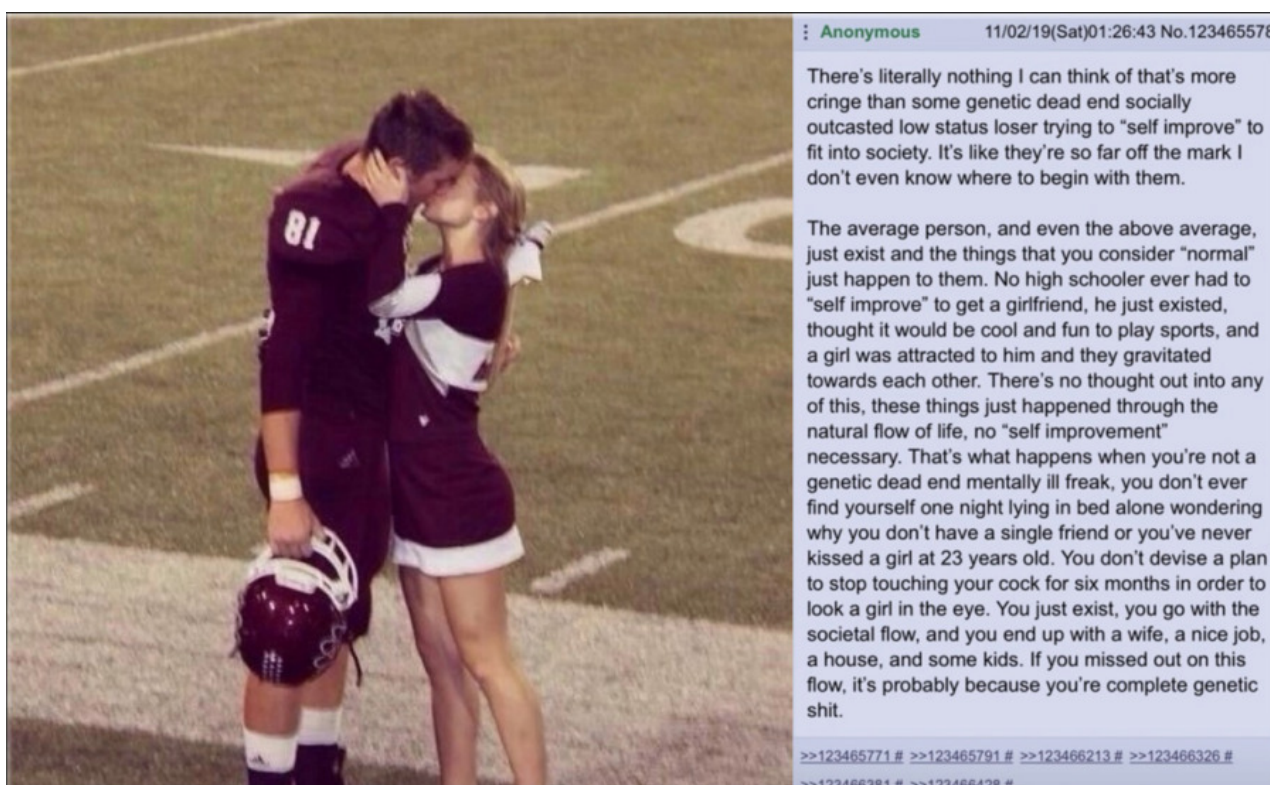 81
Anonymous 11/02/19(Sat)01:26:43 No.123465578
There’s literally nothing I can think of that’s more
cringe than some genetic dead end socially
outcasted low status loser trying to “self improve” to
fit into society. It’s like they’re so far off the mark I
don’t even know where to begin with them.
The average person, and even the above average,
just exist and the things that you consider “normal”
just happen to them. No high schooler ever had to
“self improve” to get a girlfriend, he just existed,
thought it would be cool and fun to play sports, and
a girl was attracted to him and they gravitated
towards each other. There’s no thought out into any
of this, these things just happened through the
natural flow of life, no “self improvement”
necessary. That’s what happens when you’re not a
genetic dead end mentally ill freak, you don’t ever
find yourself one night lying in bed alone wondering
why you don’t have a single friend or you’ve never
kissed a girl at 23 years old. You don’t devise a plan
to stop touching your cock for six months in order to
look a girl in the eye. You just exist, you go with the
societal flow, and you end up with a wife, a nice job,
a house, and some kids. If you missed out on this
flow, it’s probably because you’re complete genetic
shit.
>>123465771 # >>123465791 # >>123466213 # >>123466326 #
>>123466381 # >>123466428 #